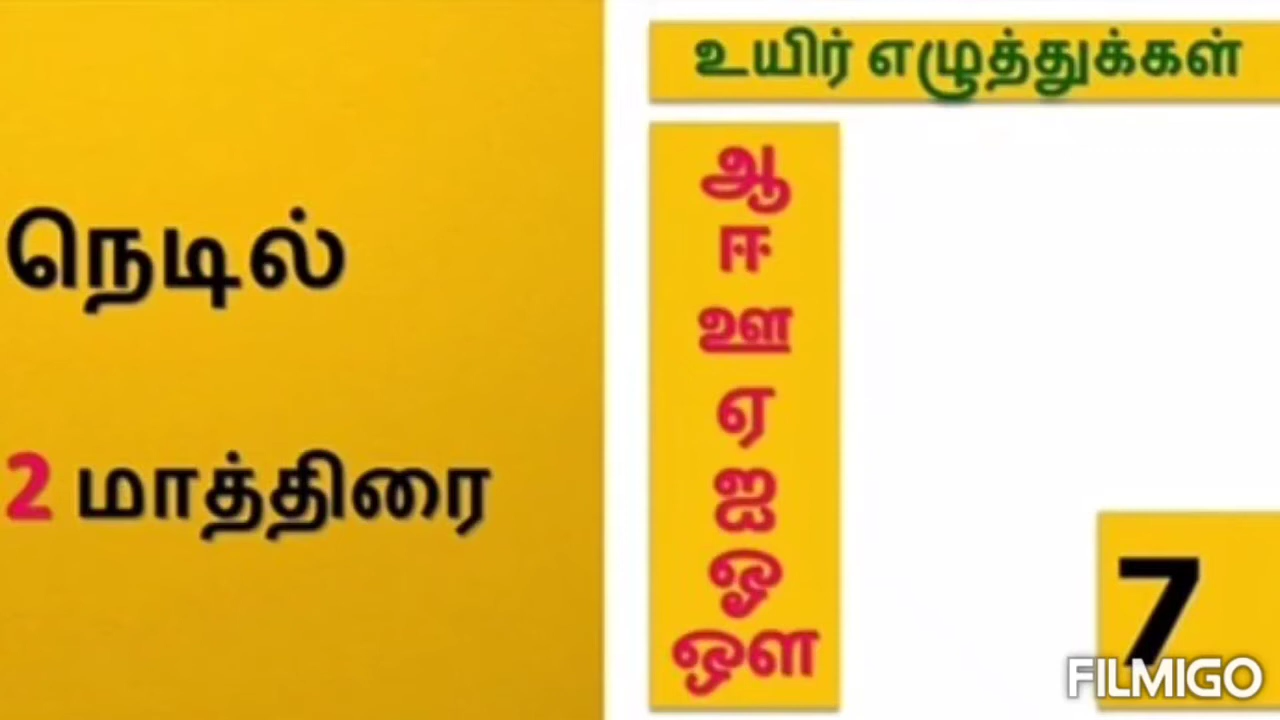 நெடில்
2 மாத்திரை
உயிர் எழுத்துக்கள்
ஆ
ஈ
ஊ
ஏ
ஐ
ஓ
ஔ
7
FILMIGO